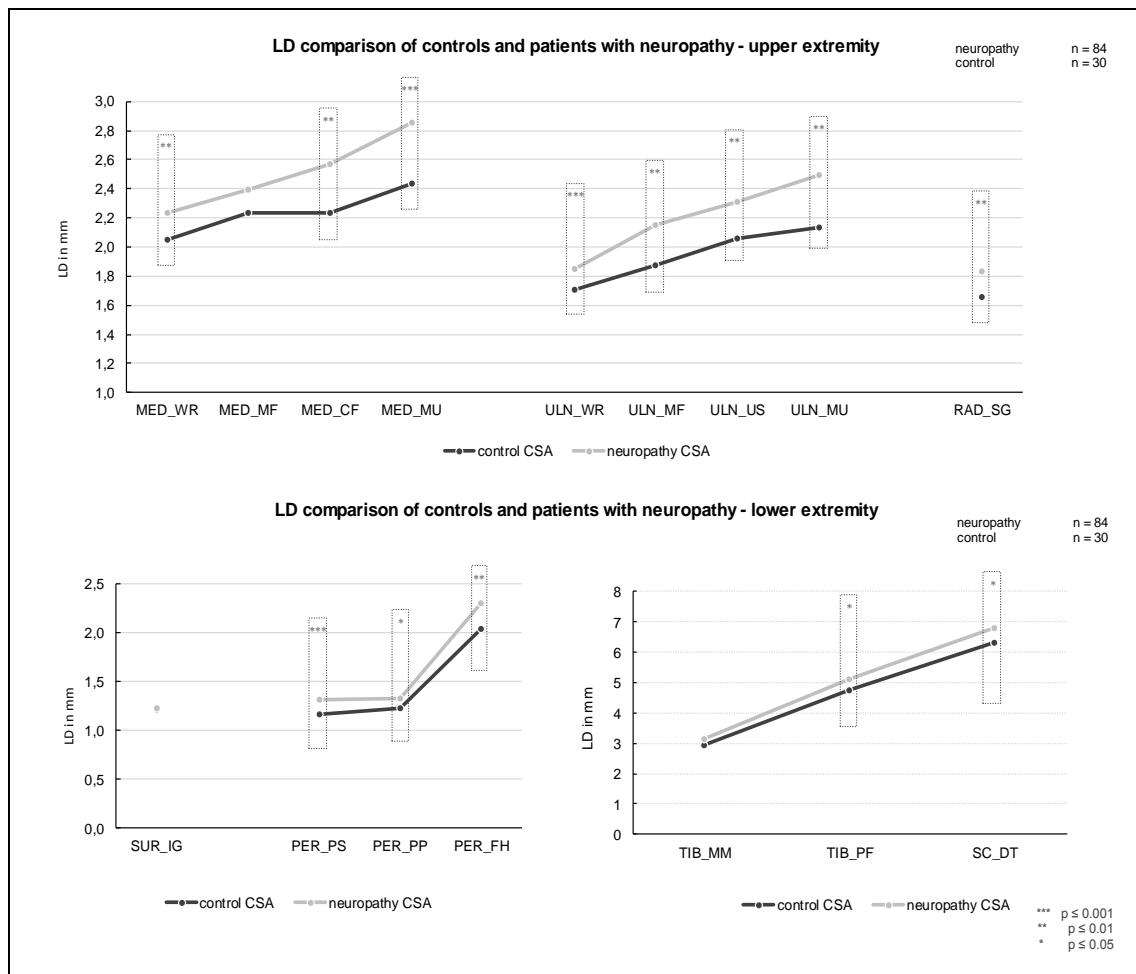 LD comparison of controls and patients with neuropathy - upper extremity
neuropathy n = 84
control n = 30
LD in mm
3,0
2,8
2,6
2,4
2,2
2,0
1,8
1,6
1,4
1,2
1,0
** ** *** *** ** ** ** **
MED_WR MED_MF MED_CF MED_MU ULN_WR ULN_MF ULN_US ULN_MU RAD_SG
control CSA neuropathy CSA
LD comparison of controls and patients with neuropathy - lower extremity
neuropathy n = 84
control n = 30
LD in mm
2,5
2,0
1,5
1,0
0,5
0,0
*** * **
SUR_IG PER_PS PER_PP PER_FH
control CSA neuropathy CSA
LD in mm
8
7
6
5
4
3
2
1
0
* *
TIB_MM TIB_PF SC_DT
control CSA neuropathy CSA
*** p ≤ 0.001
** p ≤ 0.01
* p ≤ 0.05